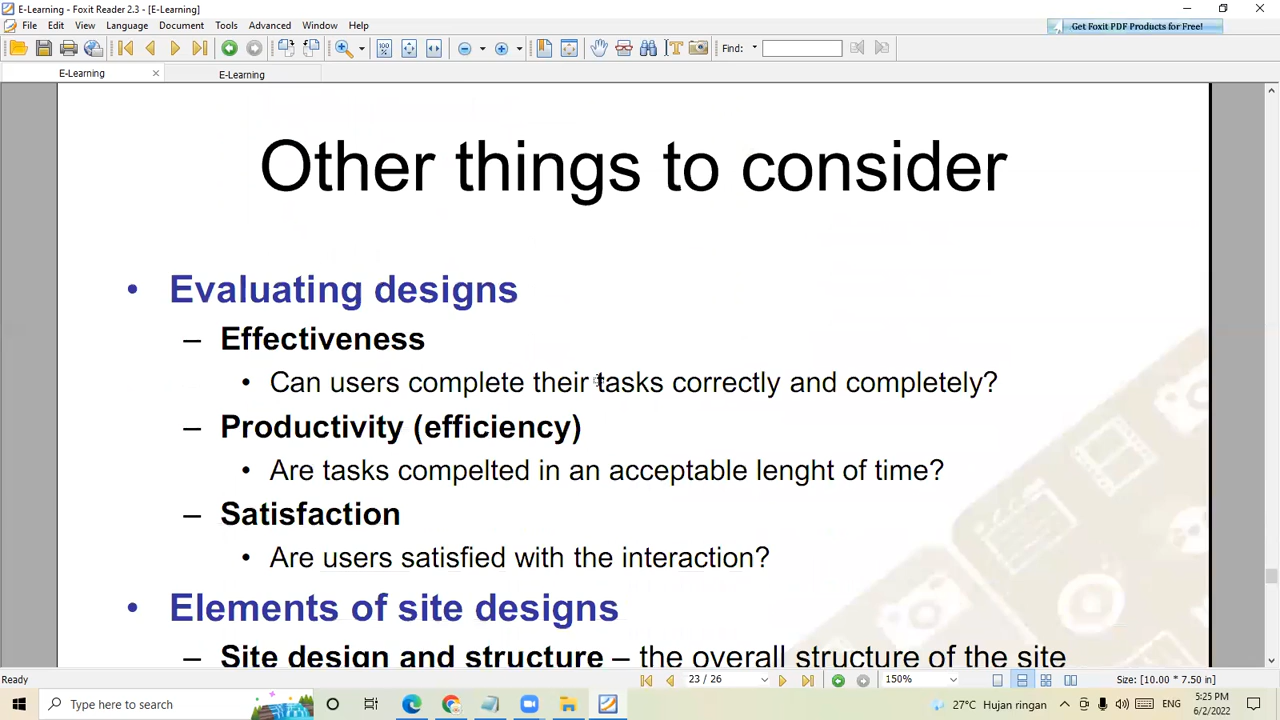 E-Learning - Foxit Reader 2.3 - [E-Learning]
File Edit View Language Document Tools Advanced Window Help
Get Foxit PDF Products for Free!
Find:
E-Learning
E-Learning
Other things to consider
• Evaluating designs
– Effectiveness
• Can users complete their tasks correctly and completely?
– Productivity (efficiency)
• Are tasks compelted in an acceptable lenght of time?
– Satisfaction
• Are users satisfied with the interaction?
• Elements of site designs
– Site design and structure – the overall structure of the site
Ready
23 / 26
150%
Size: [10.00 * 7.50 in]
Type here to search
27°C Hujan ringan
ENG
5:25 PM
6/2/2022